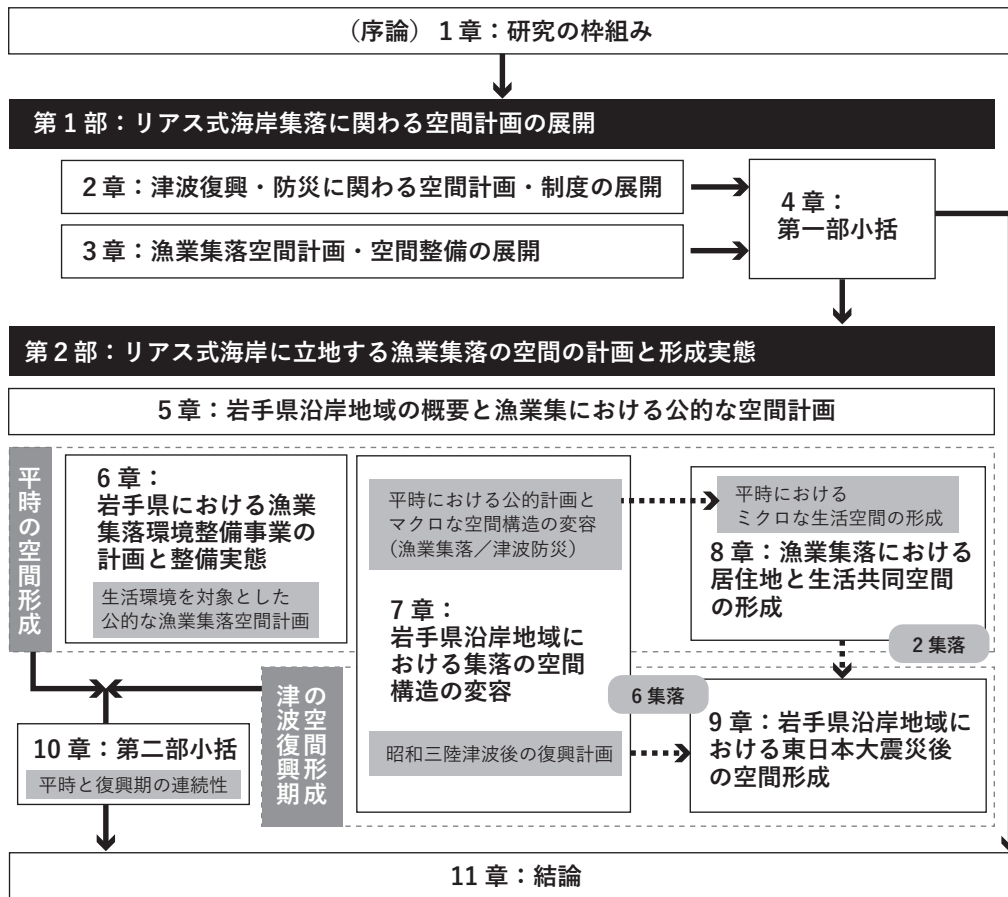 （序論）１章：研究の枠組み
第１部：リアス式海岸集落に関わる空間計画の展開
２章：津波復興・防災に関わる空間計画・制度の展開
３章：漁業集落空間計画・空間整備の展開
４章：
第一部小括
第２部：リアス式海岸に立地する漁業集落の空間の計画と形成実態
５章：岩手県沿岸地域の概要と漁業集における公的な空間計画
平時の空間形成
６章：
岩手県における漁業
集落環境整備事業の
計画と整備実態
生活環境を対象とした
公的な漁業集落空間計画
平時における公的計画と
マクロな空間構造の変容
（漁業集落／津波防災）
７章：
岩手県沿岸地域に
おける集落の空間
構造の変容
昭和三陸津波後の復興計画
平時における
ミクロな生活空間の形成
８章：漁業集落における
居住地と生活共同空間
の形成
２集落
６集落
９章：岩手県沿岸地域に
おける東日本大震災後
の空間形成
津波復興期
の空間形成
10 章：第二部小括
平時と復興期の連続性
11 章：結論